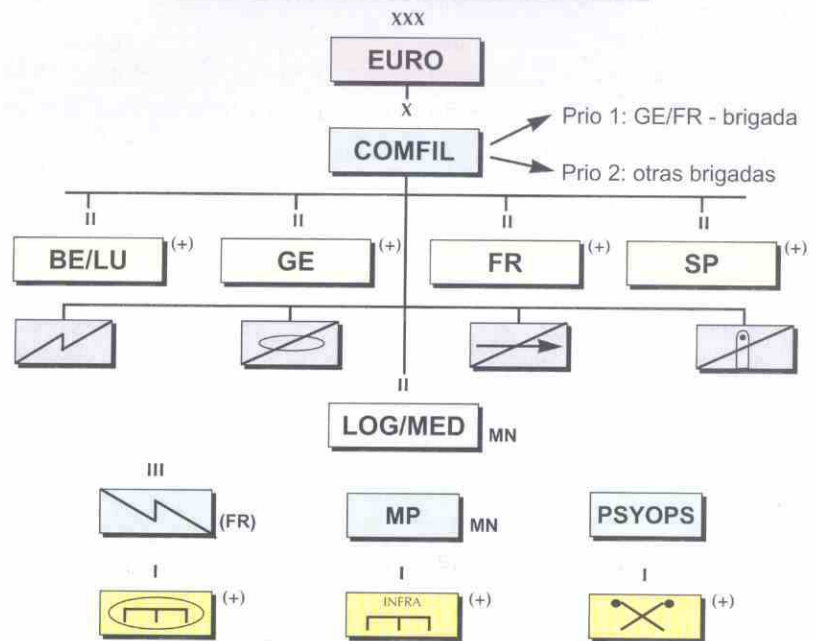 XXX
EURO
X
COMFIL
Prio 1: GE/FR - brigada
Prio 2: otras brigadas
II II II II
BE/LU (+) GE (+) FR (+) SP (+)
II
LOG/MED MN
III
(FR) MP MN PSYOPS
I I I
(+) INFRA (+) (+)